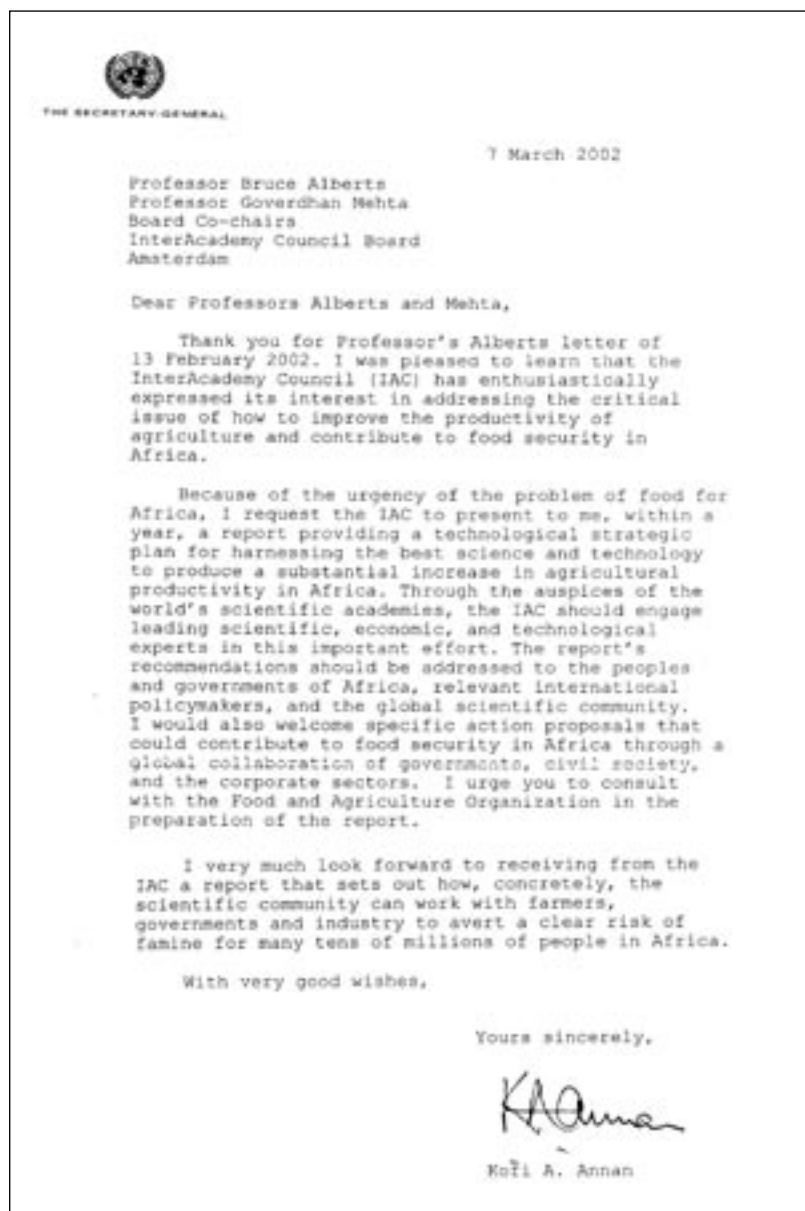 THE SECRETARY-GENERAL
7 March 2002
Professor Bruce Alberts
Professor Goverdhan Mehta
Board Co-chairs
InterAcademy Council Board
Amsterdam
Dear Professors Alberts and Mehta,
Thank you for Professor's Alberts letter of
13 February 2002. I was pleased to learn that the
InterAcademy Council (IAC) has enthusiastically
expressed its interest in addressing the critical
issue of how to improve the productivity of
agriculture and contribute to food security in
Africa.
Because of the urgency of the problem of food for
Africa, I request the IAC to present to me, within a
year, a report providing a technological strategic
plan for harnessing the best science and technology
to produce a substantial increase in agricultural
productivity in Africa. Through the auspices of the
world's scientific academies, the IAC should engage
leading scientific, economic, and technological
experts in this important effort. The report's
recommendations should be addressed to the peoples
and governments of Africa, relevant international
policymakers, and the global scientific community.
I would also welcome specific action proposals that
could contribute to food security in Africa through a
global collaboration of governments, civil society,
and the corporate sectors. I urge you to consult
with the Food and Agriculture Organization in the
preparation of the report.
I very much look forward to receiving from the
IAC a report that sets out how, concretely, the
scientific community can work with farmers,
governments and industry to avert a clear risk of
famine for many tens of millions of people in Africa.
With very good wishes,
Yours sincerely,
KAAnnan
Kofi A. Annan